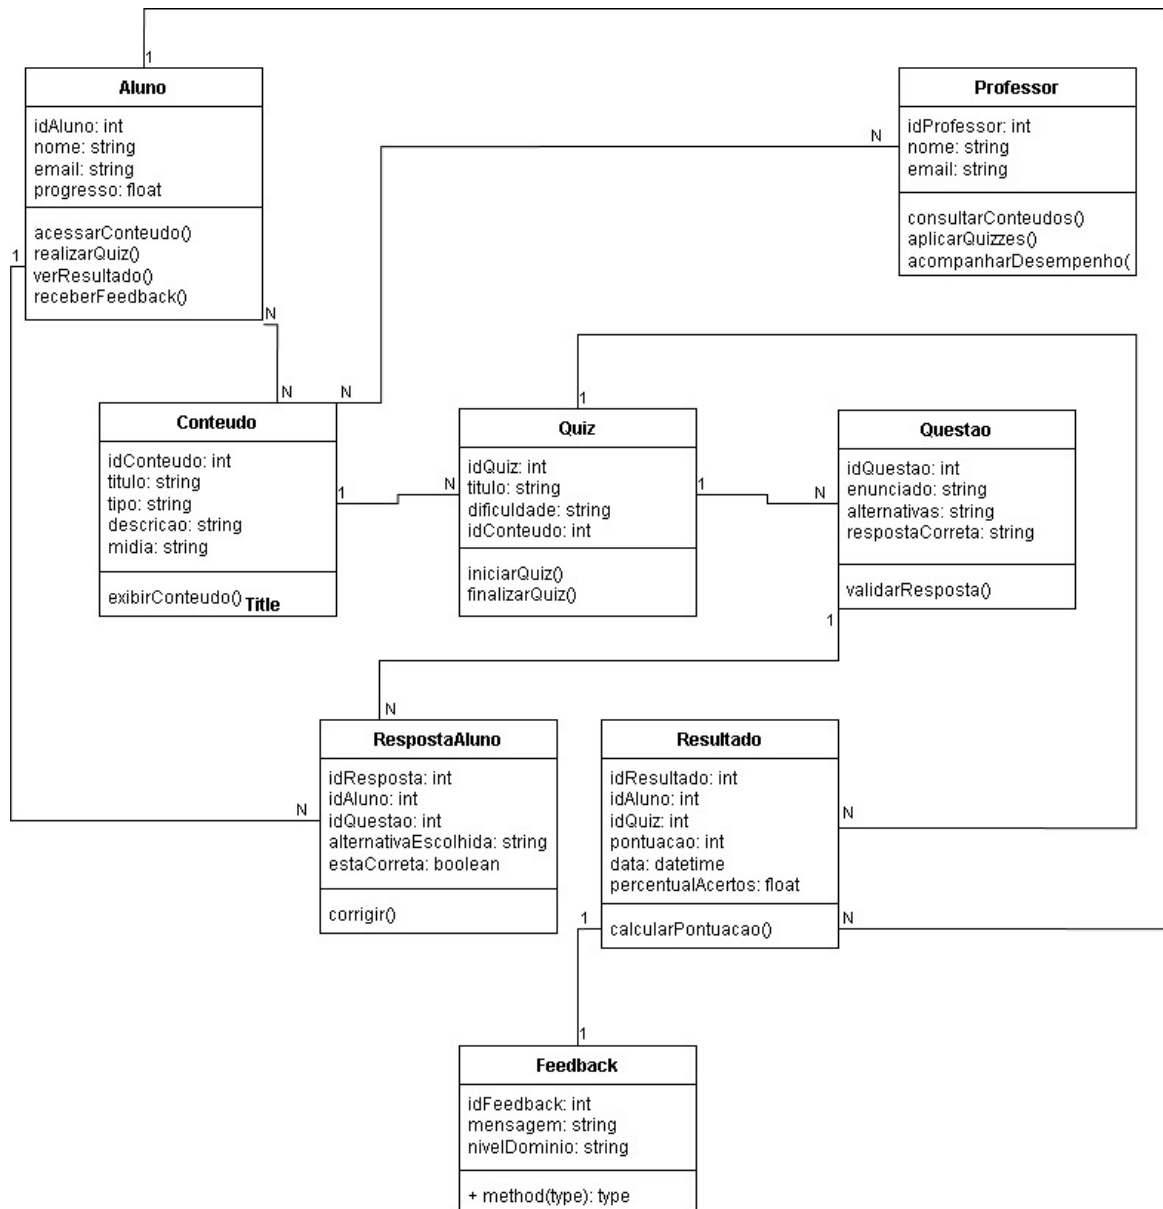 1
Aluno
idAluno: int
nome: string
email: string
progresso: float
acessarConteudo()
realizarQuiz()
verResultado()
receberFeedback()
1
N
N
Professor
idProfessor: int
nome: string
email: string
consultarConteudos()
aplicarQuizzes()
acompanharDesempenho(
N
N
Conteudo
idConteudo: int
titulo: string
tipo: string
descricao: string
midia: string
exibirConteudo()
Title
1
N
1
Quiz
idQuiz: int
titulo: string
dificuldade: string
idConteudo: int
iniciarQuiz()
finalizarQuiz()
1
N
Questao
idQuestao: int
enunciado: string
alternativas: string
respostaCorreta: string
validarResposta()
1
N
N
RespostaAluno
idResposta: int
idAluno: int
idQuestao: int
alternativaEscolhida: string
estaCorreta: boolean
corrigir()
Resultado
idResultado: int
idAluno: int
idQuiz: int
pontuacao: int
data: datetime
percentualAcertos: float
calcularPontuacao()
N
N
1
1
Feedback
idFeedback: int
mensagem: string
nivelDominio: string
+ method(type): type